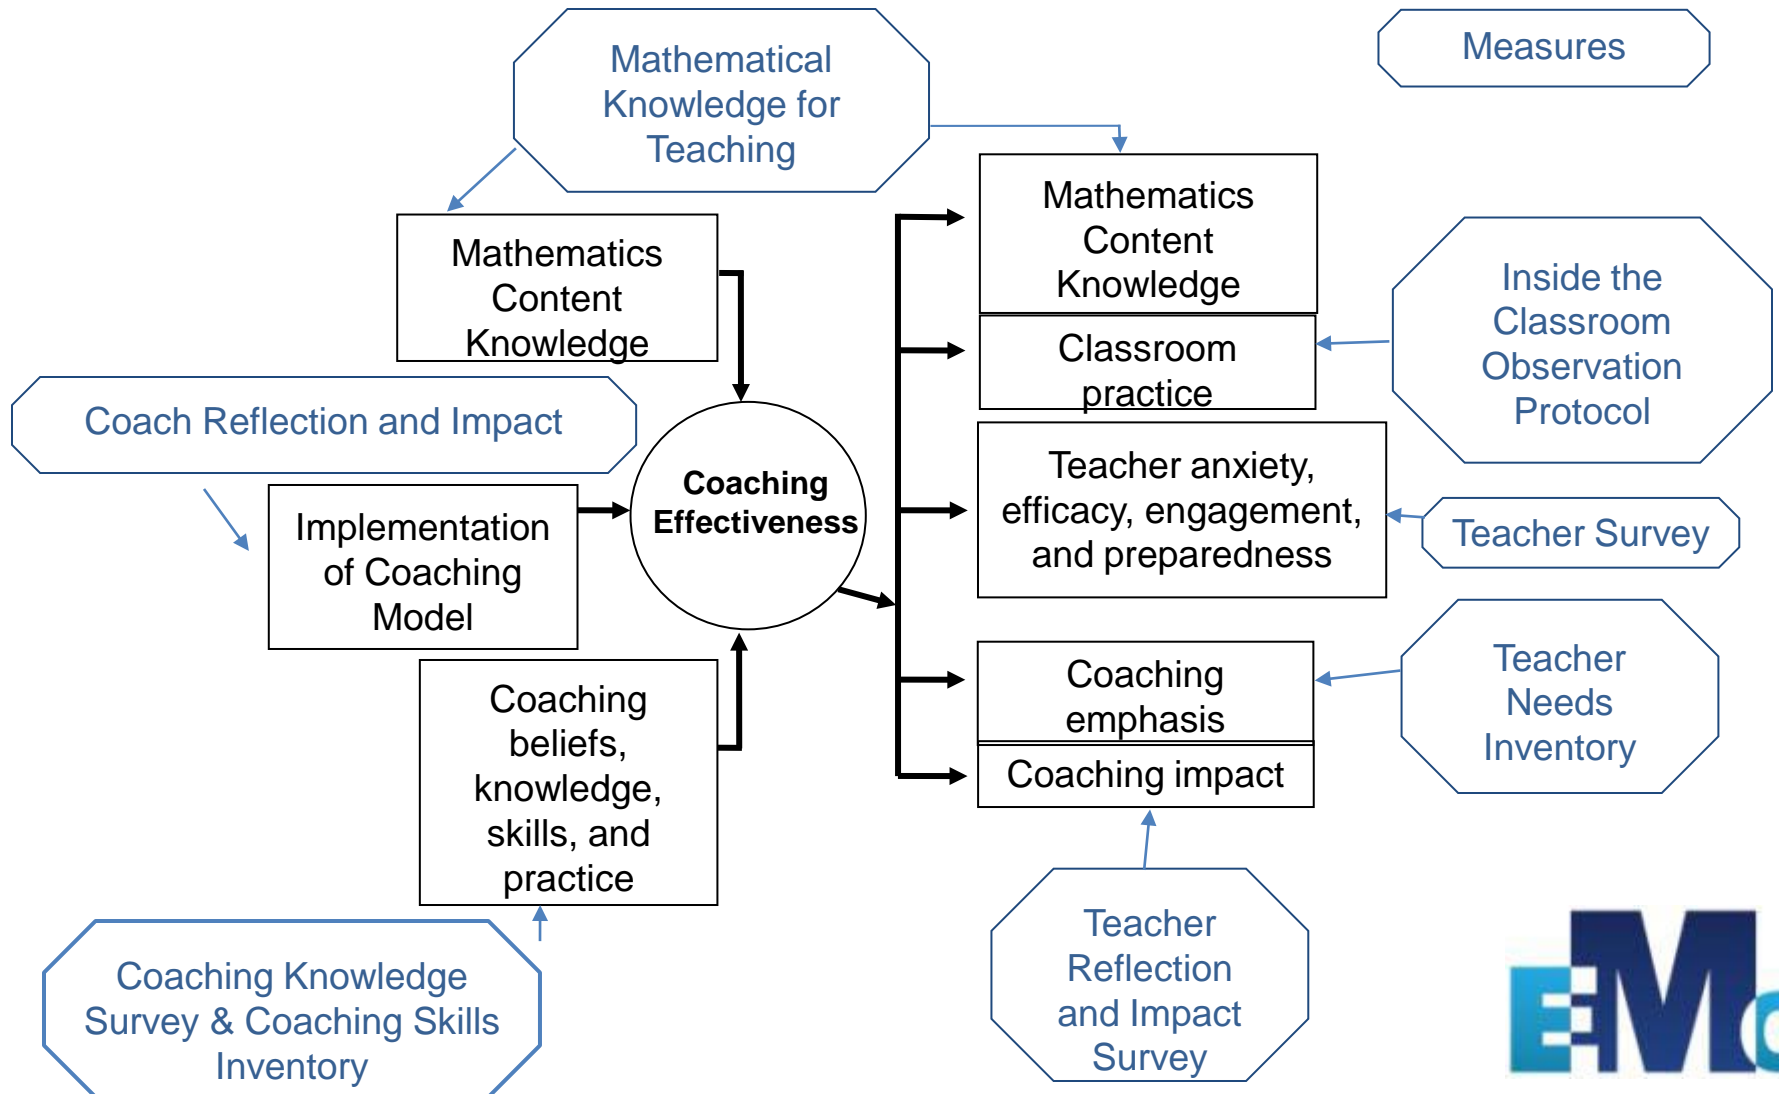 Measures
Mathematical
Knowledge for
Teaching
Mathematics
Content
Knowledge
Mathematics
Content
Knowledge
Inside the
Classroom
Observation
Protocol
Classroom
practice
Coach Reflection and Impact
Coaching
Effectiveness
Teacher anxiety,
efficacy, engagement,
and preparedness
Teacher Survey
Implementation
of Coaching
Model
Coaching
emphasis
Teacher
Needs
Inventory
Coaching
beliefs,
knowledge,
skills, and
practice
Coaching impact
Teacher
Reflection
and Impact
Survey
Coaching Knowledge
Survey & Coaching Skills
Inventory